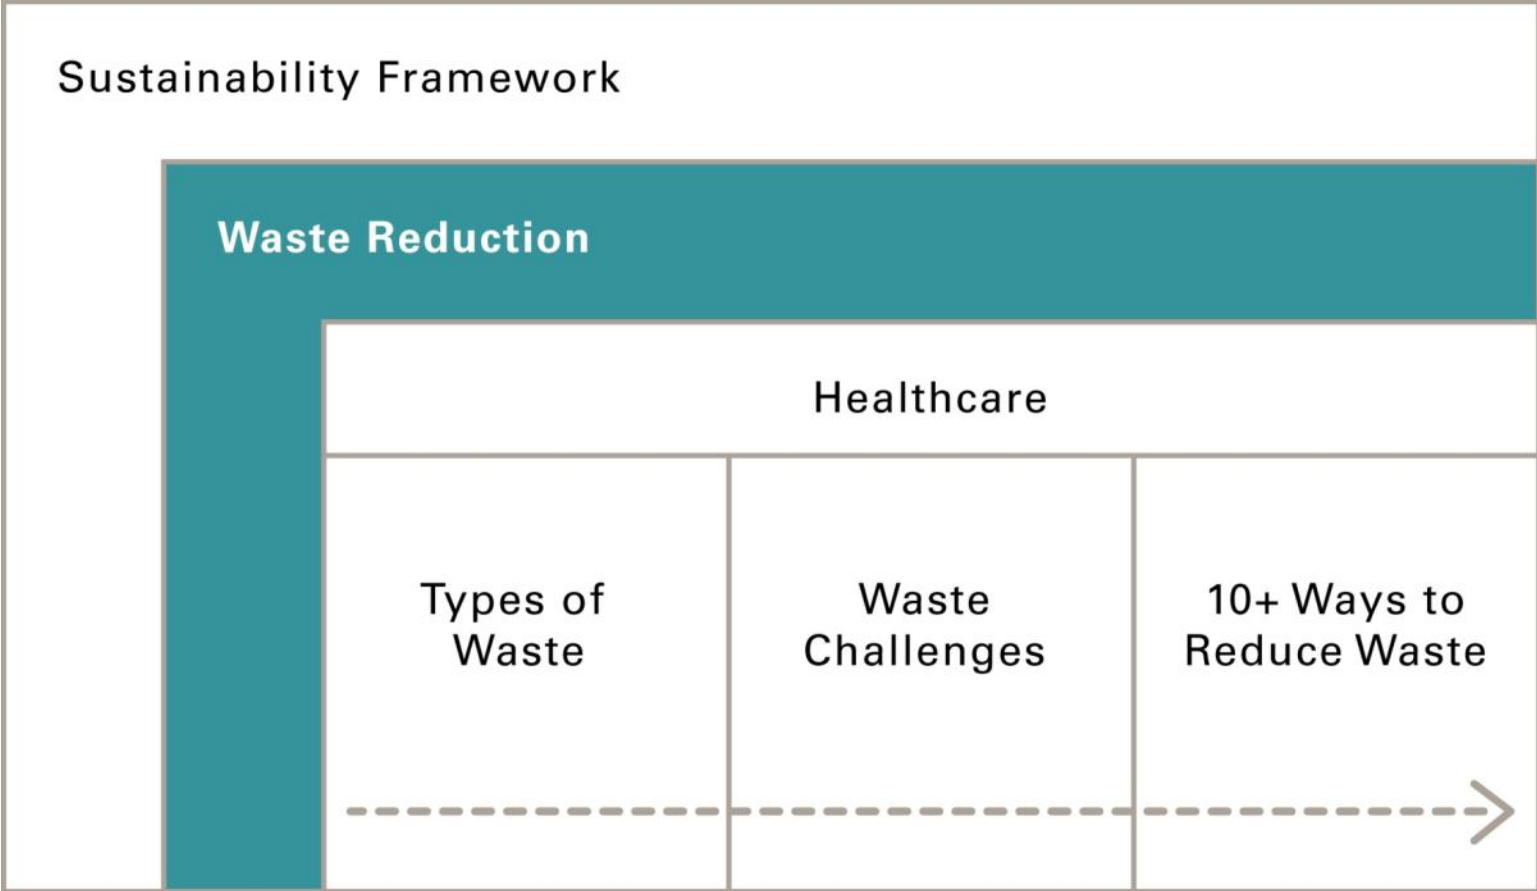 Sustainability Framework
Waste Reduction
Healthcare
Types of
Waste
Waste
Challenges
10+ Ways to
Reduce Waste